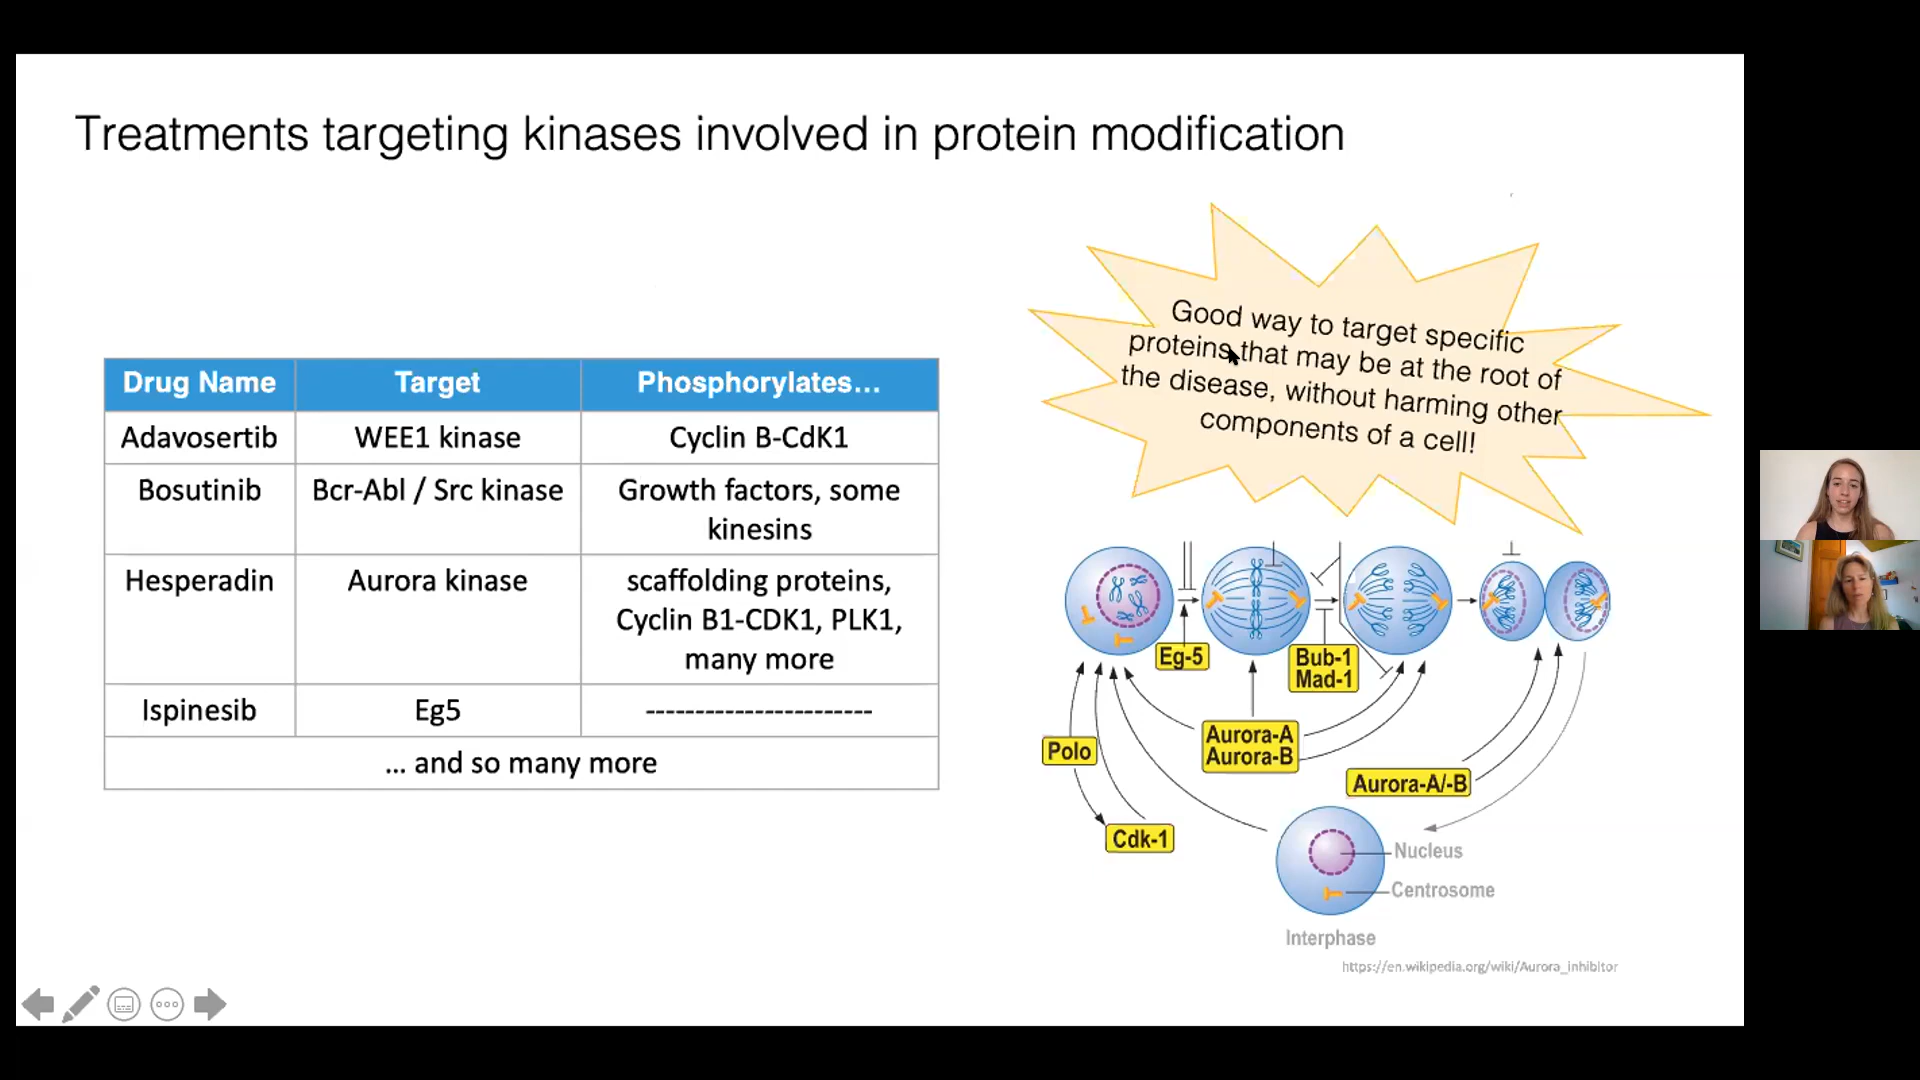 Treatments targeting kinases involved in protein modification
Good way to target specific
proteins that may be at the root of
the disease, without harming other
components of a cell!
Drug Name Target Phosphorylates...
Adavosertib WEE1 kinase Cyclin B-CdK1
Bosutinib Bcr-Abl / Src kinase Growth factors, some
kinesins
Hesperadin Aurora kinase scaffolding proteins,
Cyclin B1-CDK1, PLK1,
many more
Ispinesib Eg5 -----------------------
... and so many more
Eg-5
Bub-1
Mad-1
Polo
Aurora-A
Aurora-B
Aurora-A/-B
Cdk-1
Nucleus
Centrosome
Interphase
https://en.wikipedia.org/wiki/Aurora_inhibitor